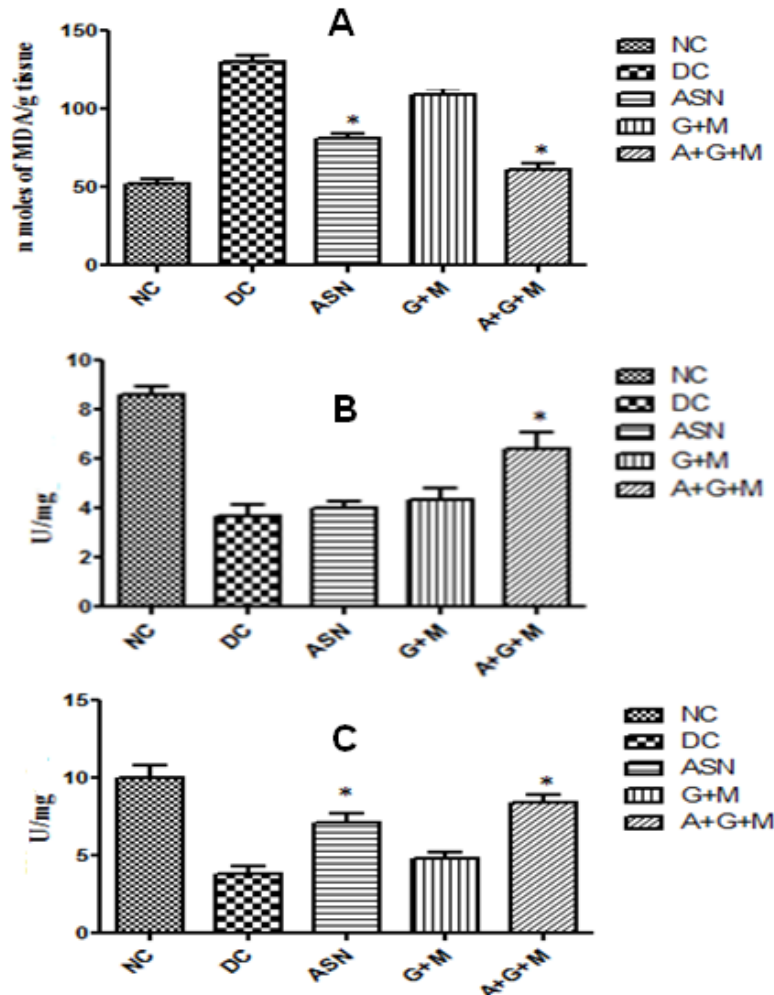 A
n moles of MDA/g tissue
150
100
50
0
*
*
NC
DC
ASN
G+M
A+G+M
NC
DC
ASN
G+M
A+G+M
B
U/mg
10
8
6
4
2
0
*
NC
DC
ASN
G+M
A+G+M
NC
DC
ASN
G+M
A+G+M
C
U/mg
15
10
5
0
*
*
NC
DC
ASN
G+M
A+G+M
NC
DC
ASN
G+M
A+G+M